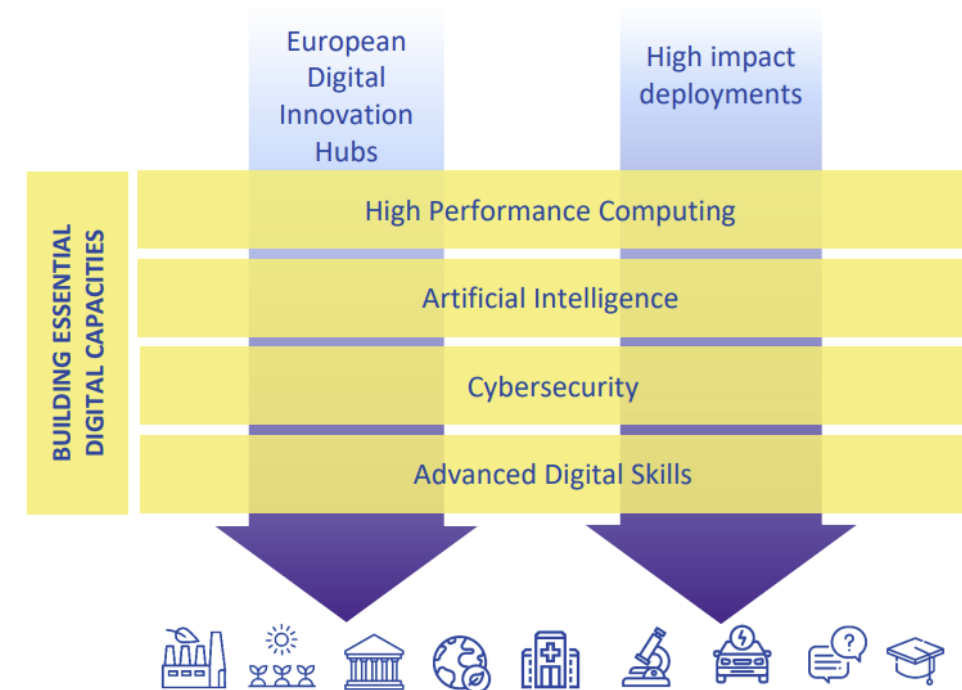 European
Digital
Innovation
Hubs
High impact
deployments
BUILDING ESSENTIAL
DIGITAL CAPACITIES
High Performance Computing
Artificial Intelligence
Cybersecurity
Advanced Digital Skills
?